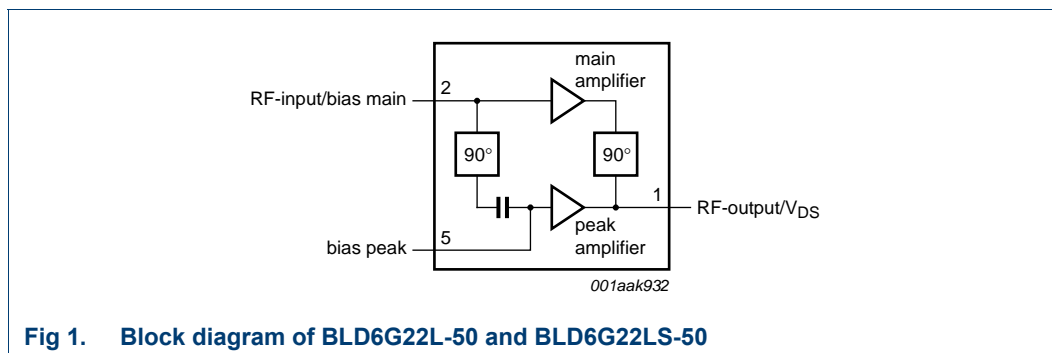 main
amplifier
RF-input/bias main
2
90°
90°
1
RF-output/VDS
peak
amplifier
bias peak
5
001aak932
Fig 1. Block diagram of BLD6G22L-50 and BLD6G22LS-50